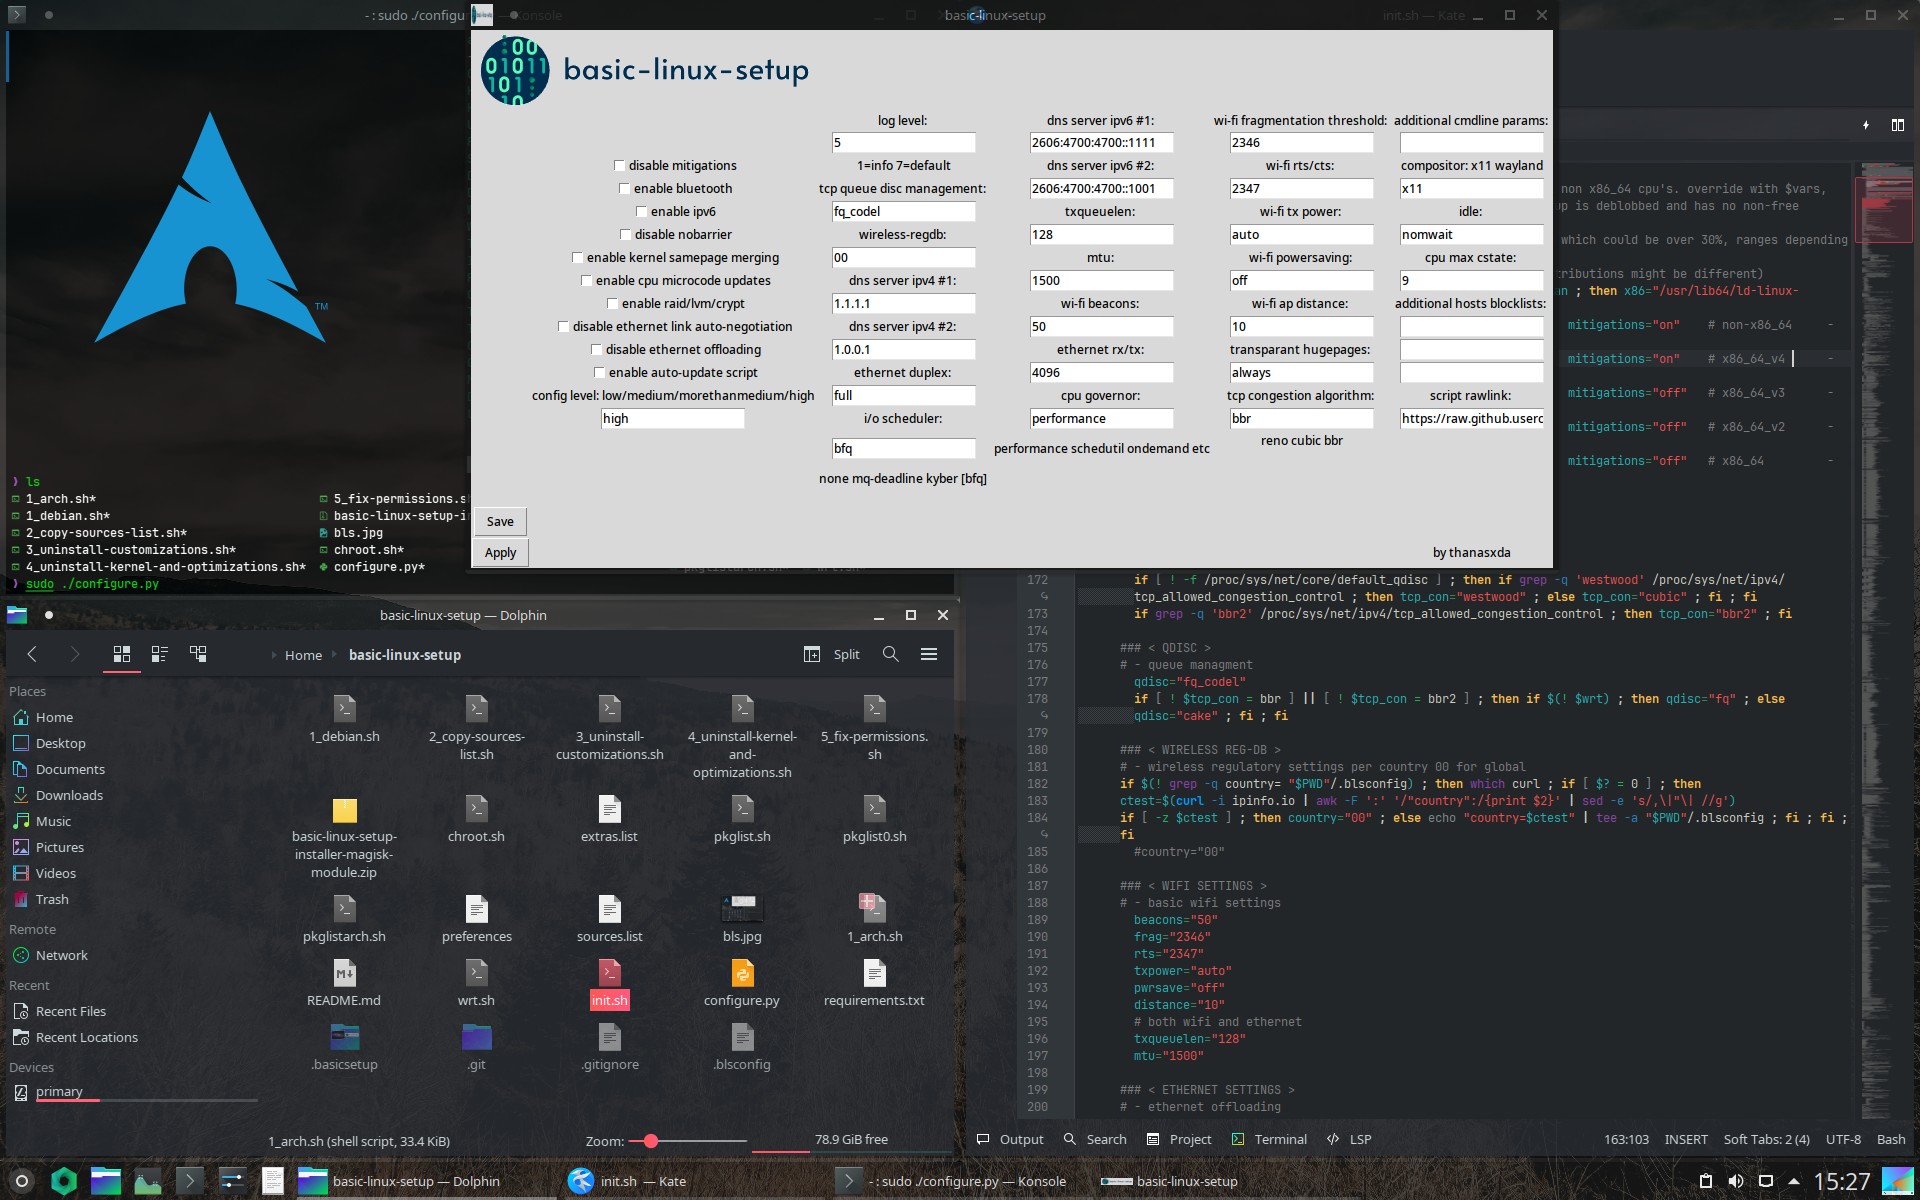 - : sudo ./configu
— Konsole
basic-linux-setup
init.sh — Kate
00
01011
101
10
basic-linux-setup
log level:
5
1=info 7=default
tcp queue disc management:
fq_codel
wireless-regdb:
00
dns server ipv4 #1:
1.1.1.1
dns server ipv4 #2:
1.0.0.1
ethernet duplex:
full
i/o scheduler:
bfq
none mq-deadline kyber [bfq]
disable mitigations
enable bluetooth
enable ipv6
disable nobarrier
enable kernel samepage merging
enable cpu microcode updates
enable raid/lvm/crypt
disable ethernet link auto-negotiation
disable ethernet offloading
enable auto-update script
config level: low/medium/morethanmedium/high
high
dns server ipv6 #1:
2606:4700:4700::1111
dns server ipv6 #2:
2606:4700:4700::1001
txqueuelen:
128
mtu:
1500
wi-fi beacons:
50
ethernet rx/tx:
4096
cpu governor:
performance
performance schedutil ondemand etc
wi-fi fragmentation threshold:
2346
wi-fi rts/cts:
2347
wi-fi tx power:
auto
wi-fi powersaving:
off
wi-fi ap distance:
10
transparant hugepages:
always
tcp congestion algorithm:
bbr
reno cubic bbr
additional cmdline params:
compositor: x11 wayland
x11
idle:
nomwait
cpu max cstate:
9
additional hosts blocklists:
script rawlink:
https://raw.github.userc
Save
Apply
by thanasxda
TM
❯ ls
1_arch.sh*
1_debian.sh*
2_copy-sources-list.sh*
3_uninstall-customizations.sh*
4_uninstall-kernel-and-optimizations.sh*
5_fix-permissions.s
basic-linux-setup-i
bls.jpg
chroot.sh*
configure.py*
❯ sudo ./configure.py
non x86_64 cpu's. override with $vars,
p is deblobbed and has no non-free
which could be over 30%, ranges depending
tributions might be different)
n ; then x86="/usr/lib64/ld-linux-
mitigations="on" # non-x86_64 -
mitigations="on" # x86_64_v4 -
mitigations="off" # x86_64_v3 -
mitigations="off" # x86_64_v2 -
mitigations="off" # x86_64 -
172 if [ ! -f /proc/sys/net/core/default_qdisc ] ; then if grep -q 'westwood' /proc/sys/net/ipv4/
tcp_allowed_congestion_control ; then tcp_con="westwood" ; else tcp_con="cubic" ; fi ; fi
173 if grep -q 'bbr2' /proc/sys/net/ipv4/tcp_allowed_congestion_control ; then tcp_con="bbr2" ; fi
174
175 ### < QDISC >
176 # - queue managment
177 qdisc="fq_codel"
178 if [ ! $tcp_con = bbr ] || [ ! $tcp_con = bbr2 ] ; then if $(! $wrt) ; then qdisc="fq" ; else
qdisc="cake" ; fi ; fi
179
180 ### < WIRELESS REG-DB >
181 # - wireless regulatory settings per country 00 for global
182 if $(! grep -q country= "$PWD"/.blsconfig) ; then which curl ; if [ $? = 0 ] ; then
183 ctest=$(curl -i ipinfo.io | awk -F ':' '/"country":/{print $2}' | sed -e 's/,\|"\| //g')
184 if [ -z $ctest ] ; then country="00" ; else echo "country=$ctest" | tee -a "$PWD"/.blsconfig ; fi ; fi ;
fi
185 #country="00"
186
187 ### < WIFI SETTINGS >
188 # - basic wifi settings
189 beacons="50"
190 frag="2346"
191 rts="2347"
192 txpower="auto"
193 pwrsave="off"
194 distance="10"
195 # both wifi and ethernet
196 txqueuelen="128"
197 mtu="1500"
198
199 ### < ETHERNET SETTINGS >
200 # - ethernet offloading
Output Search Project Terminal LSP
163:103 INSERT Soft Tabs: 2 (4) UTF-8 Bash
basic-linux-setup — Dolphin
Home basic-linux-setup
Split
Places
Home
Desktop
Documents
Downloads
Music
Pictures
Videos
Trash
Remote
Network
Recent
Recent Files
Recent Locations
Devices
primary
1_debian.sh
2_copy-sources-
list.sh
3_uninstall-
customizations.sh
4_uninstall-kernel-
and-
optimizations.sh
5_fix-permissions.
sh
basic-linux-setup-
installer-magisk-
module.zip
chroot.sh
extras.list
pkglist.sh
pkglist0.sh
pkglistarch.sh
preferences
sources.list
bls.jpg
1_arch.sh
README.md
wrt.sh
init.sh
configure.py
requirements.txt
.basicsetup
.git
.gitignore
.blsconfig
1_arch.sh (shell script, 33.4 KiB)
Zoom:
78.9 GiB free
basic-linux-setup — Dolphin
init.sh — Kate
- : sudo ./configure.py — Konsole
basic-linux-setup
15:27